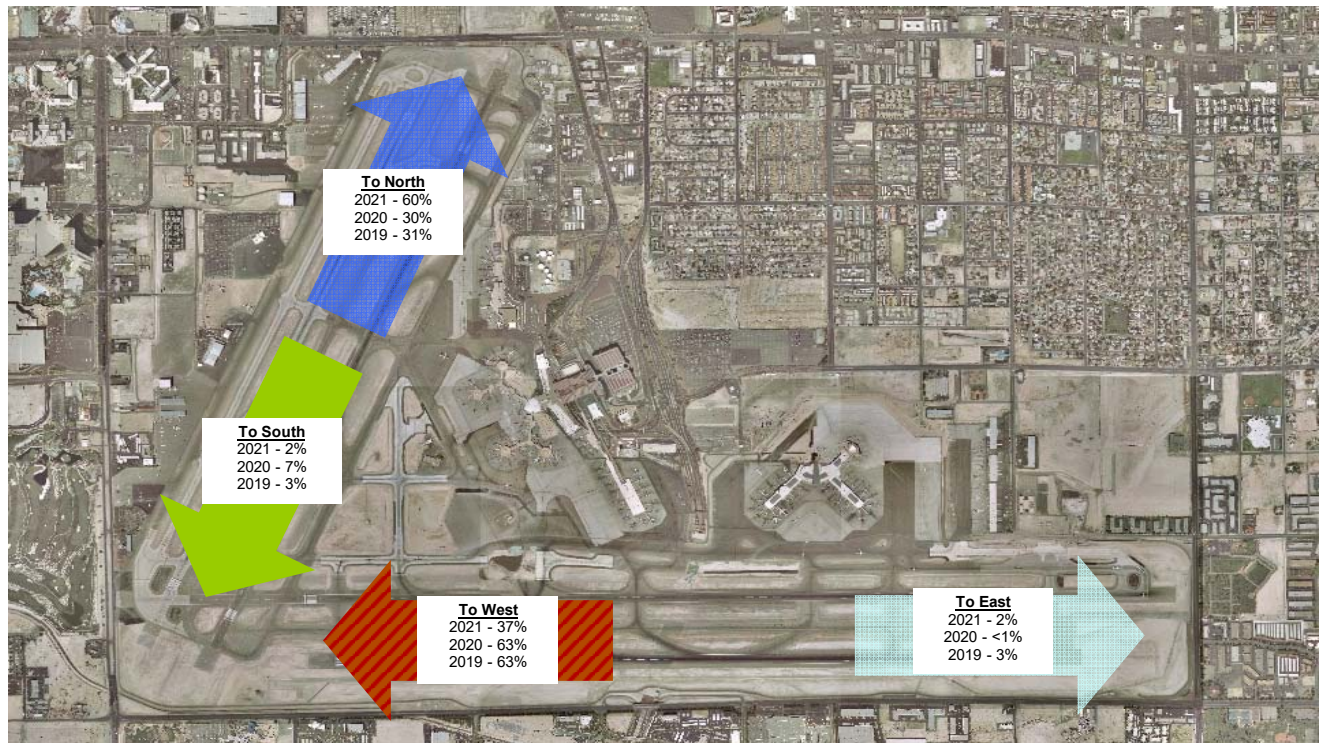 To North
2021 - 60%
2020 - 30%
2019 - 31%
To South
2021 - 2%
2020 - 7%
2019 - 3%
To West
2021 - 37%
2020 - 63%
2019 - 63%
To East
2021 - 2%
2020 - <1%
2019 - 3%